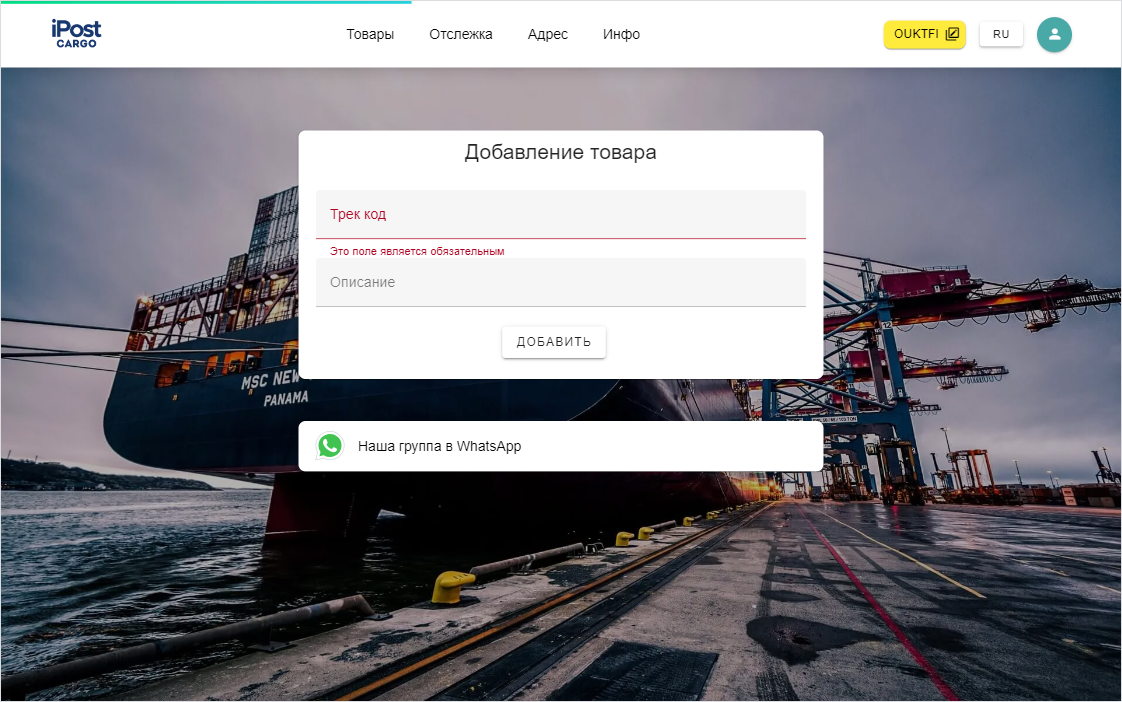 iPost
CARGO
Товары
Отслежка
Адрес
Инфо
OUKTFI
RU
Добавление товара
Трек код
Это поле является обязательным
Описание
ДОБАВИТЬ
MSC NEW
PANAMA
Наша группа в WhatsApp